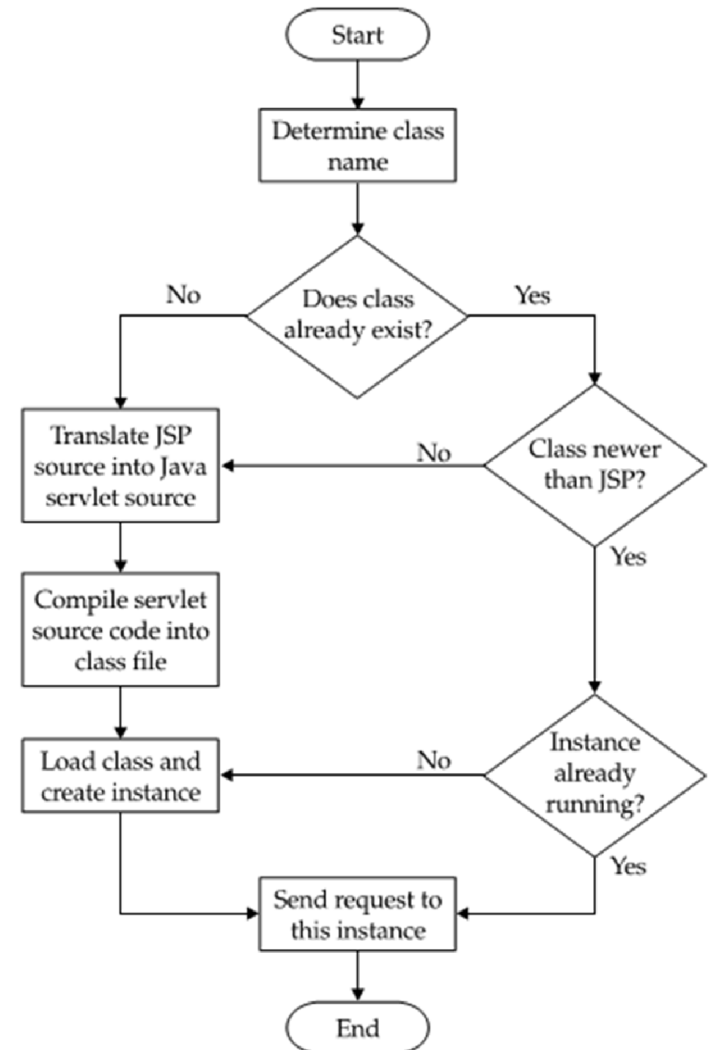 Start
Determine class
name
Does class
already exist?
No
Yes
Translate JSP
source into Java
servlet source
No
Class newer
than JSP?
Yes
Compile servlet
source code into
class file
Load class and
create instance
No
Instance
already
running?
Yes
Send request to
this instance
End